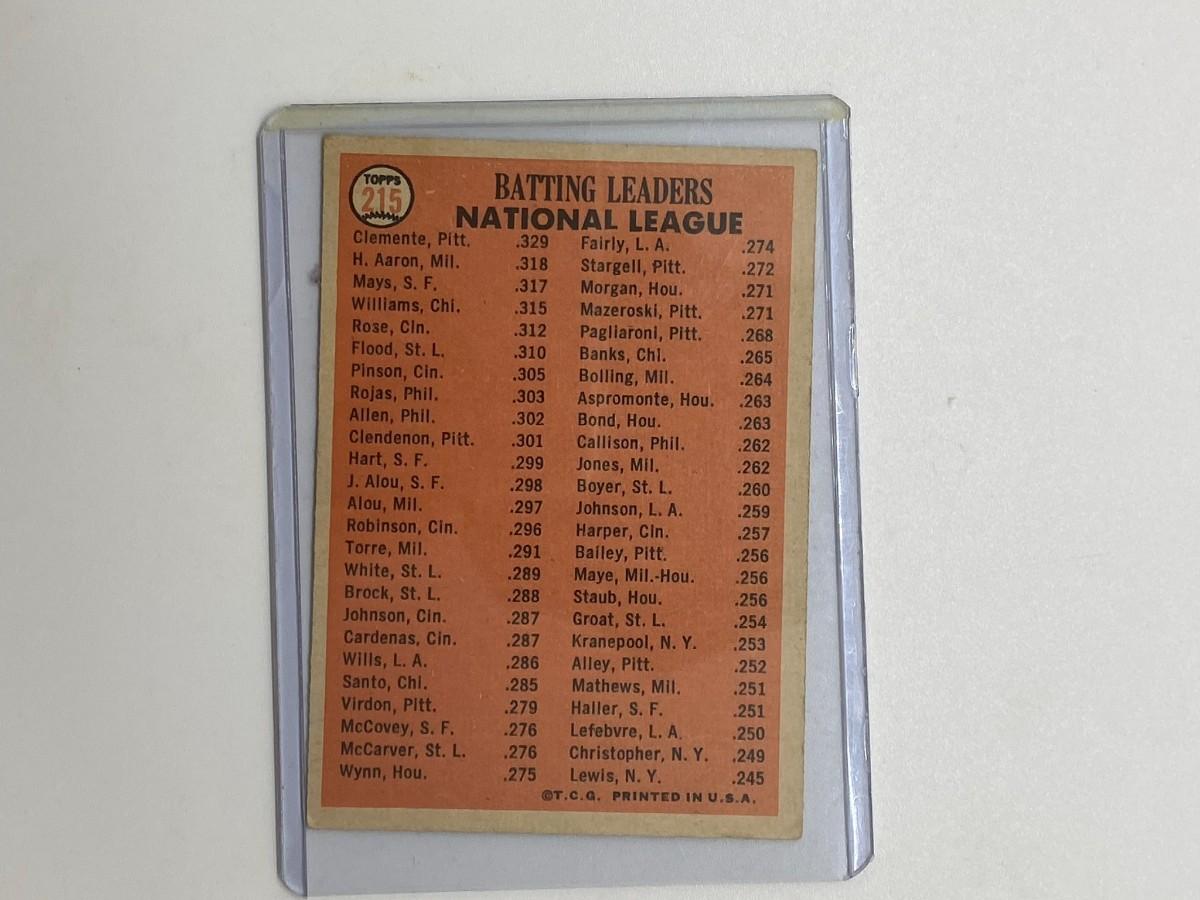 TOPPS
215
BATTING LEADERS
NATIONAL LEAGUE
Clemente, Pitt. .329
H. Aaron, Mil. .318
Mays, S. F. .317
Williams, Chi. .315
Rose, Cin. .312
Flood, St. L. .310
Pinson, Cin. .305
Rojas, Phil. .303
Allen, Phil. .302
Clendenon, Pitt. .301
Hart, S. F. .299
J. Alou, S. F. .298
Alou, Mil. .297
Robinson, Cin. .296
Torre, Mil. .291
White, St. L. .289
Brock, St. L. .288
Johnson, Cin. .287
Cardenas, Cin. .287
Wills, L. A. .286
Santo, Chi. .285
Virdon, Pitt. .279
McCovey, S. F. .276
McCarver, St. L. .276
Wynn, Hou. .275
Fairly, L. A. .274
Stargell, Pitt. .272
Morgan, Hou. .271
Mazeroski, Pitt. .271
Pagliaroni, Pitt. .268
Banks, Chi. .265
Bolling, Mil. .264
Aspromonte, Hou. .263
Bond, Hou. .263
Callison, Phil. .262
Jones, Mil. .262
Boyer, St. L. .260
Johnson, L. A. .259
Harper, Cin. .257
Bailey, Pitt. .256
Maye, Mil.-Hou. .256
Staub, Hou. .256
Groat, St. L. .254
Kranepool, N. Y. .253
Alley, Pitt. .252
Mathews, Mil. .251
Haller, S. F. .251
Lefebvre, L. A. .250
Christopher, N. Y. .249
Lewis, N. Y. .245
©T.C.G. PRINTED IN U.S.A.